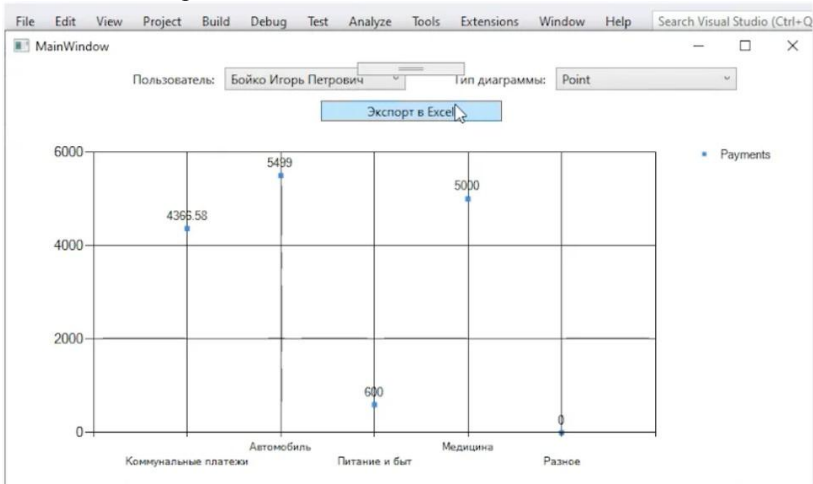 File Edit View Project Build Debug Test Analyze Tools Extensions Window Help Search Visual Studio (Ctrl+Q
MainWindow
Пользователь: Бойко Игорь Петрович Тип диаграммы: Point
Экспорт в Excel
6000
5499
Payments
5000
4366.58
4000
2000
600
0
0
Автомобиль Медицина
Коммунальные платежи Питание и быт Разное